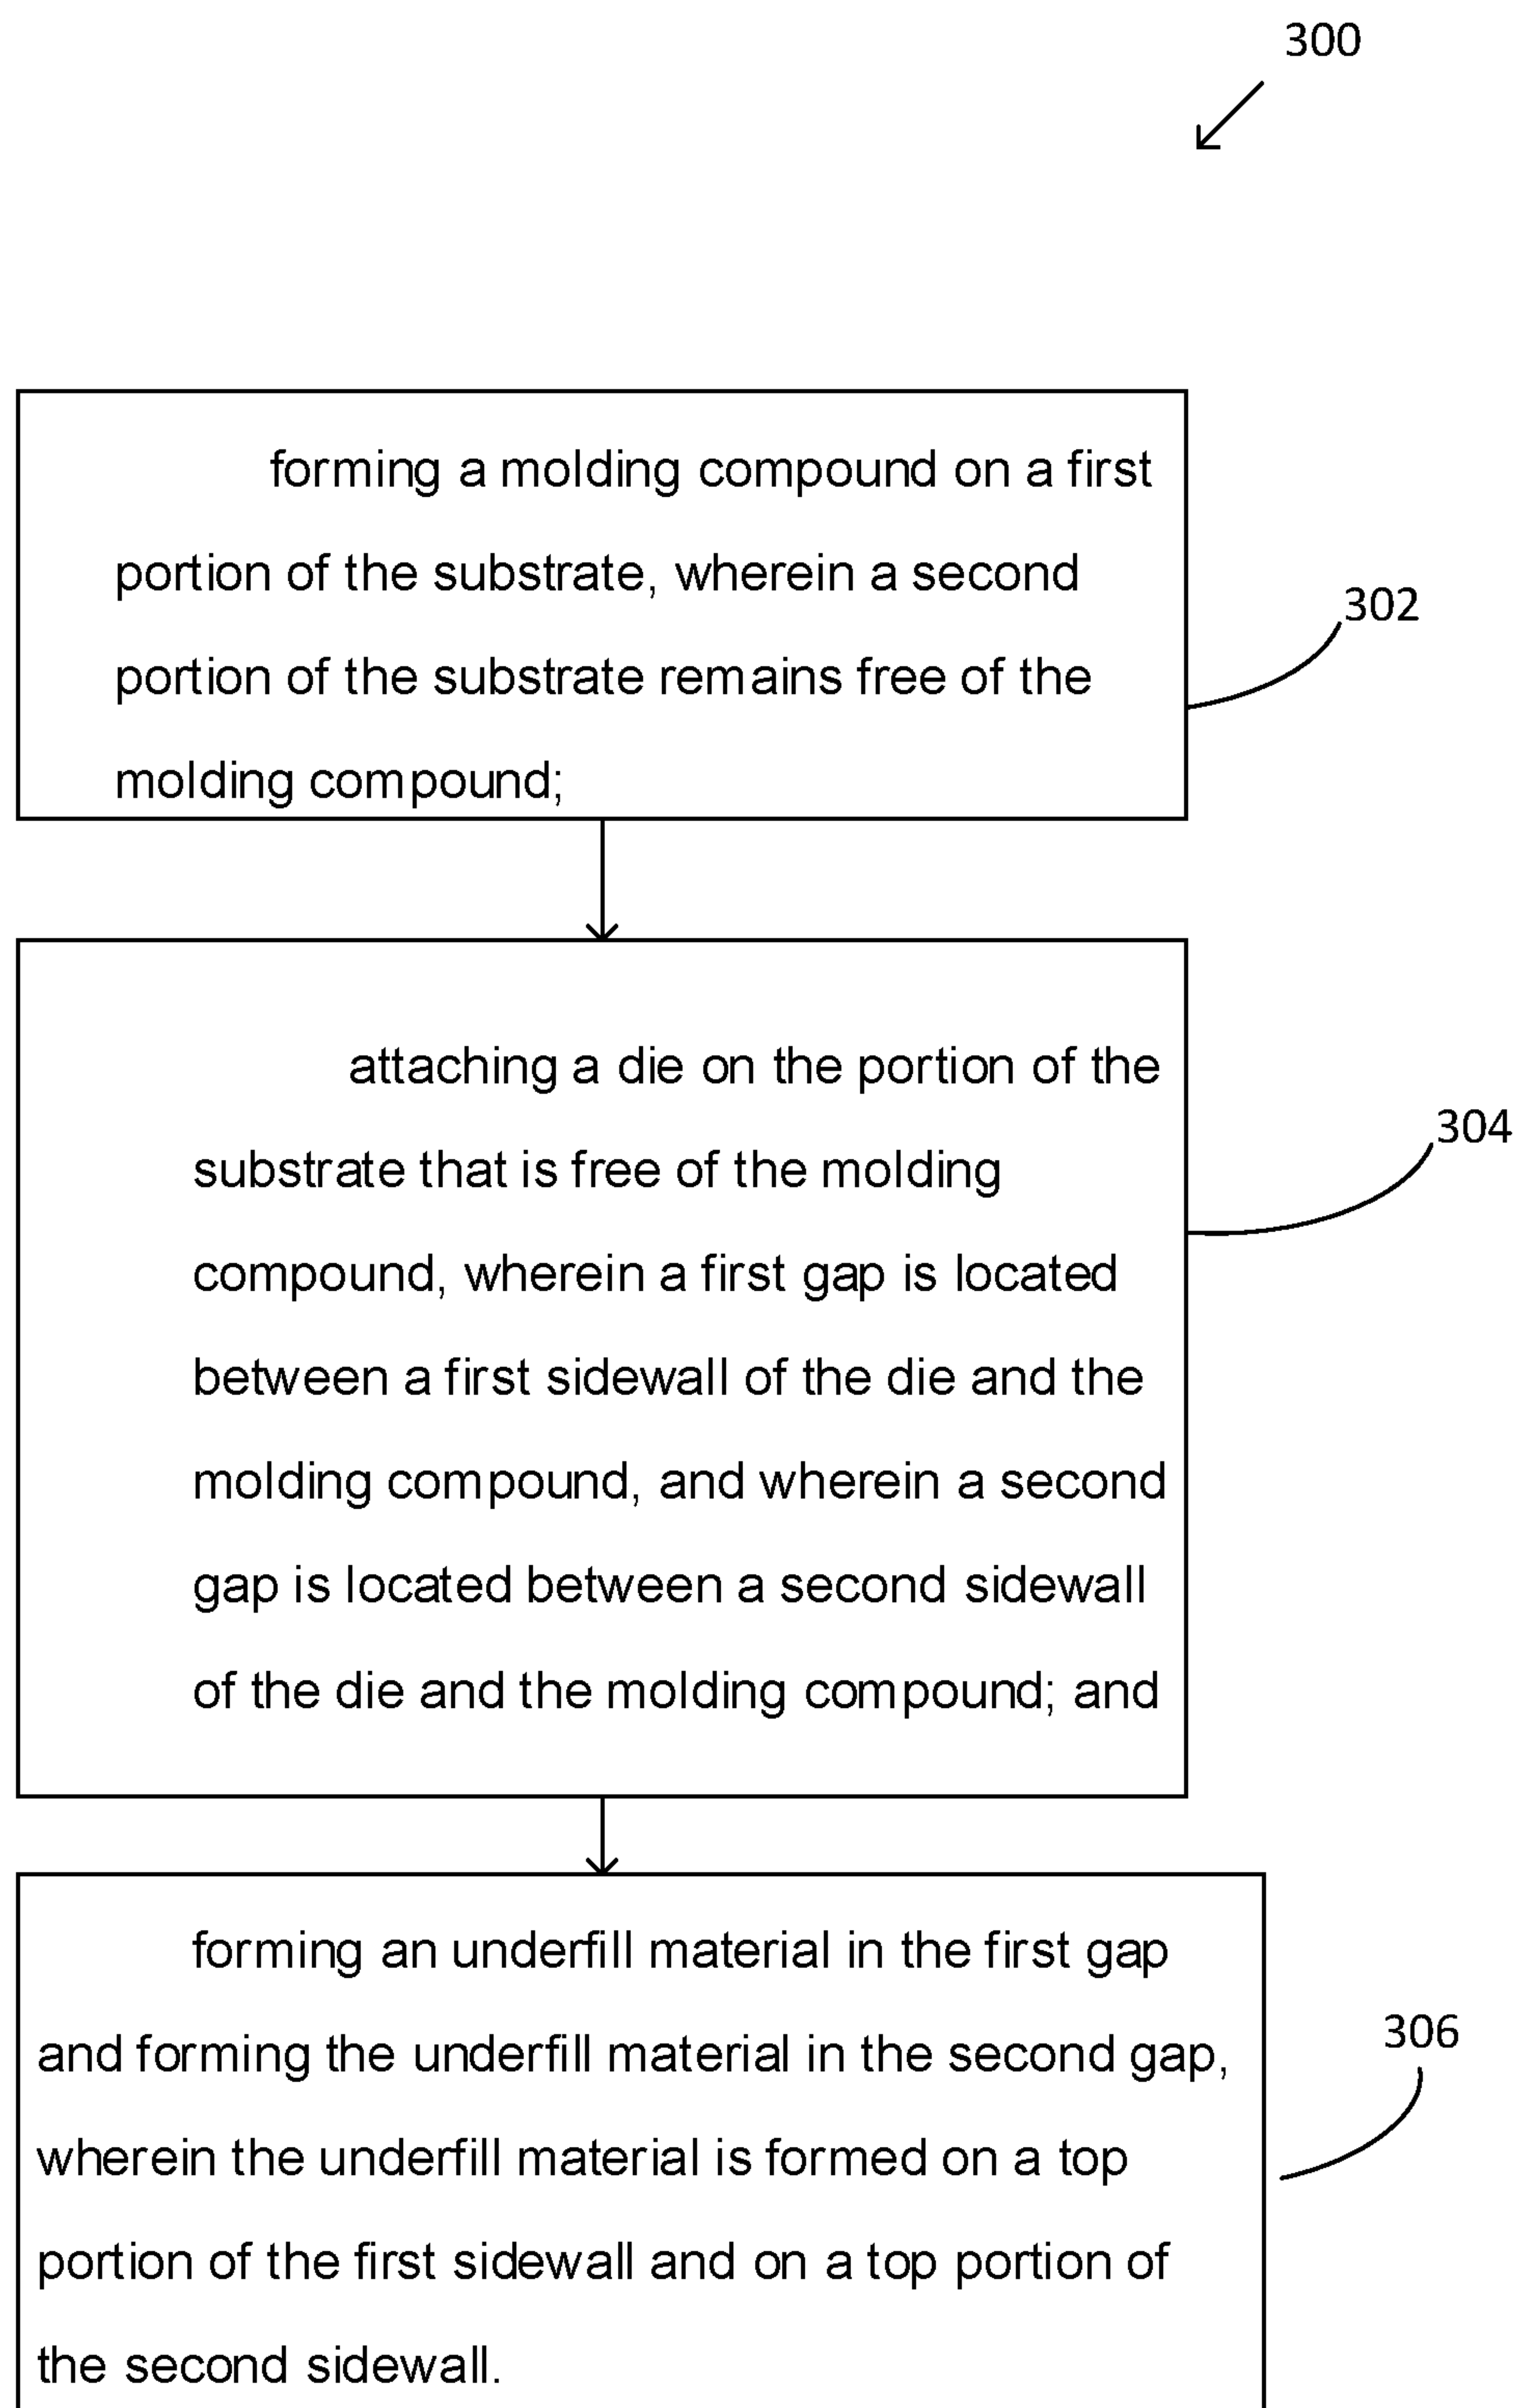 300
forming a molding compound on a first
portion of the substrate, wherein a second
portion of the substrate remains free of the
molding compound;
302
attaching a die on the portion of the
substrate that is free of the molding
compound, wherein a first gap is located
between a first sidewall of the die and the
molding compound, and wherein a second
gap is located between a second sidewall
of the die and the molding compound; and
304
forming an underfill material in the first gap
and forming the underfill material in the second gap,
wherein the underfill material is formed on a top
portion of the first sidewall and on a top portion of
the second sidewall.
306